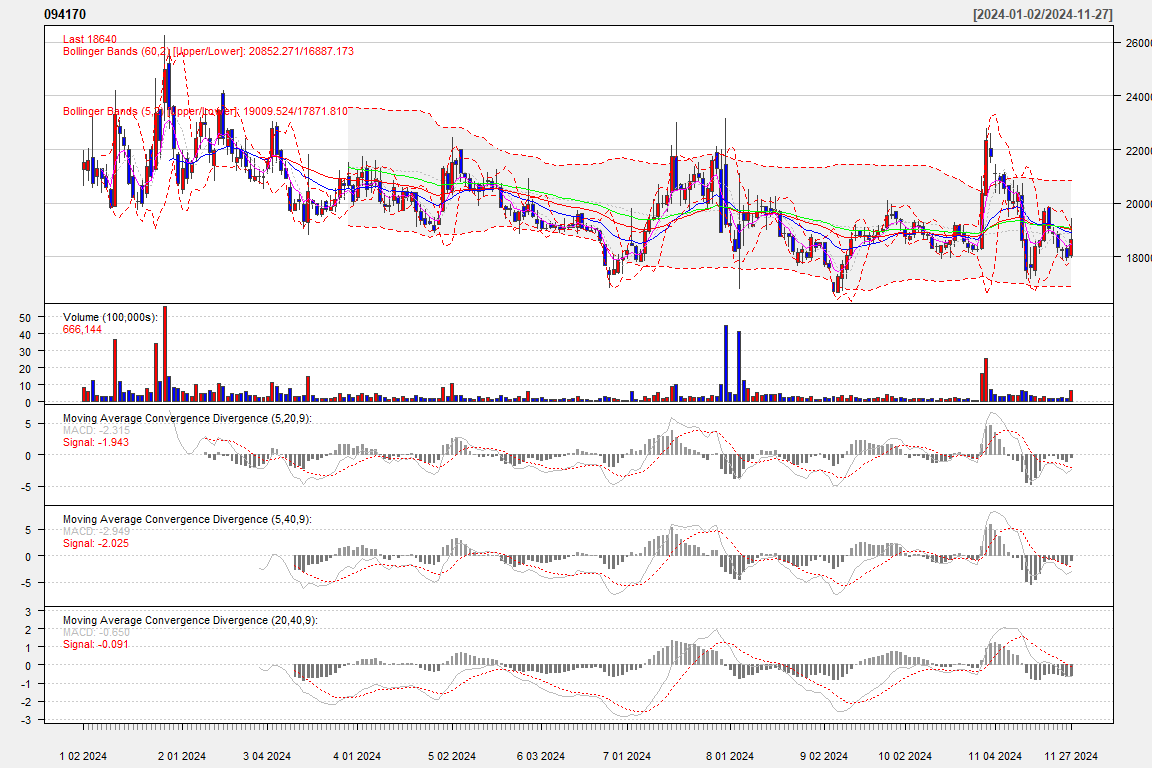 094170 [2024-01-02/2024-11-27]
Last 18640
Bollinger Bands (60,2) [Upper/Lower]: 20852.271/16887.173
Bollinger Bands (5,2) [Upper/Lower]: 19009.524/17871.810
26000
24000
22000
20000
18000
Volume (100,000s):
666,144
50
40
30
20
10
0
Moving Average Convergence Divergence (5,20,9):
MACD: -2.315
Signal: -1.943
5
0
-5
Moving Average Convergence Divergence (5,40,9):
MACD: -2.949
Signal: -2.025
5
0
-5
Moving Average Convergence Divergence (20,40,9):
MACD: -0.650
Signal: -0.091
3
2
1
0
-1
-2
-3
1 02 2024 2 01 2024 3 04 2024 4 01 2024 5 02 2024 6 03 2024 7 01 2024 8 01 2024 9 02 2024 10 02 2024 11 04 2024 11 27 2024